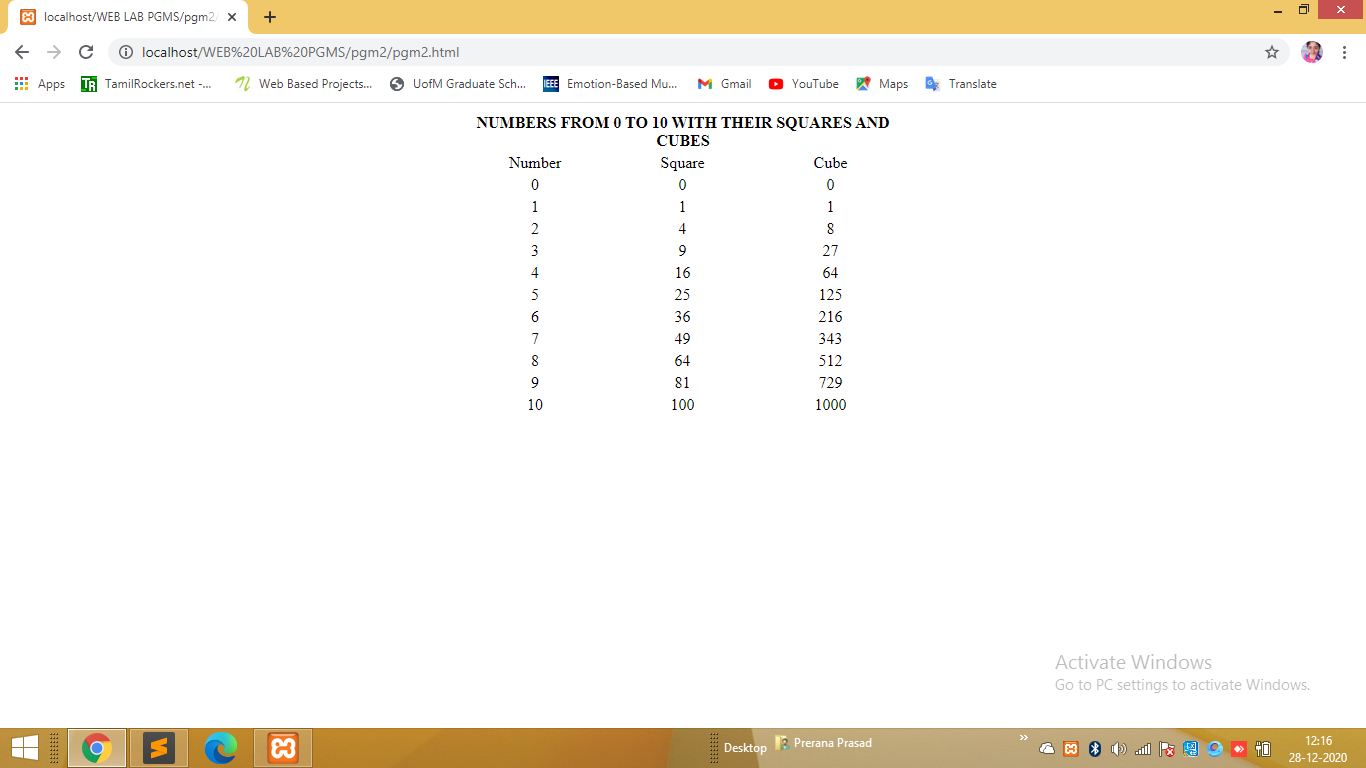 localhost/WEB LAB PGMS/pgm2/
localhost/WEB%20LAB%20PGMS/pgm2/pgm2.html
Apps TR TamilRockers.net -... Web Based Projects... UofM Graduate Sch... IEEE Emotion-Based Mu... Gmail YouTube Maps Translate
NUMBERS FROM 0 TO 10 WITH THEIR SQUARES AND
CUBES
Number Square Cube
0 0 0
1 1 1
2 4 8
3 9 27
4 16 64
5 25 125
6 36 216
7 49 343
8 64 512
9 81 729
10 100 1000
Activate Windows
Go to PC settings to activate Windows.
Desktop Prerana Prasad 12:16
28-12-2020